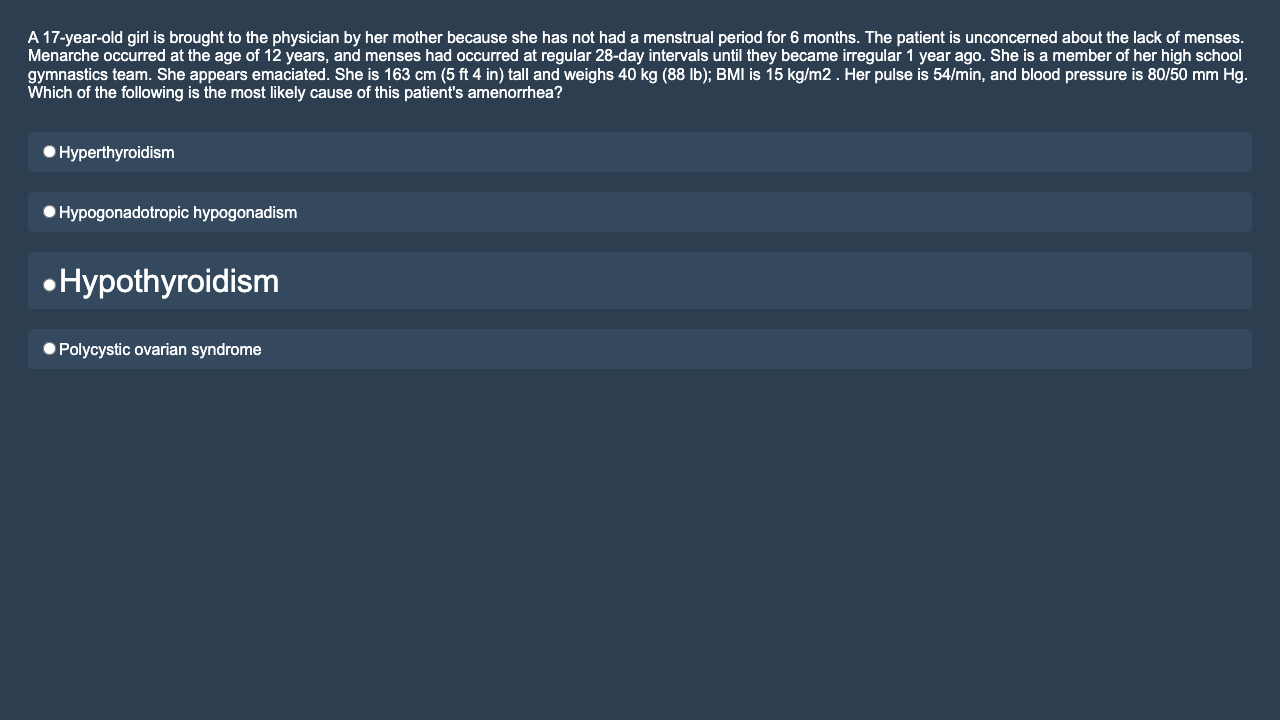 A 17-year-old girl is brought to the physician by her mother because she has not had a menstrual period for 6 months. The patient is unconcerned about the lack of menses.
Menarche occurred at the age of 12 years, and menses had occurred at regular 28-day intervals until they became irregular 1 year ago. She is a member of her high school
gymnastics team. She appears emaciated. She is 163 cm (5 ft 4 in) tall and weighs 40 kg (88 lb); BMI is 15 kg/m2 . Her pulse is 54/min, and blood pressure is 80/50 mm Hg.
Which of the following is the most likely cause of this patient's amenorrhea?
Hyperthyroidism
Hypogonadotropic hypogonadism
Hypothyroidism
Polycystic ovarian syndrome